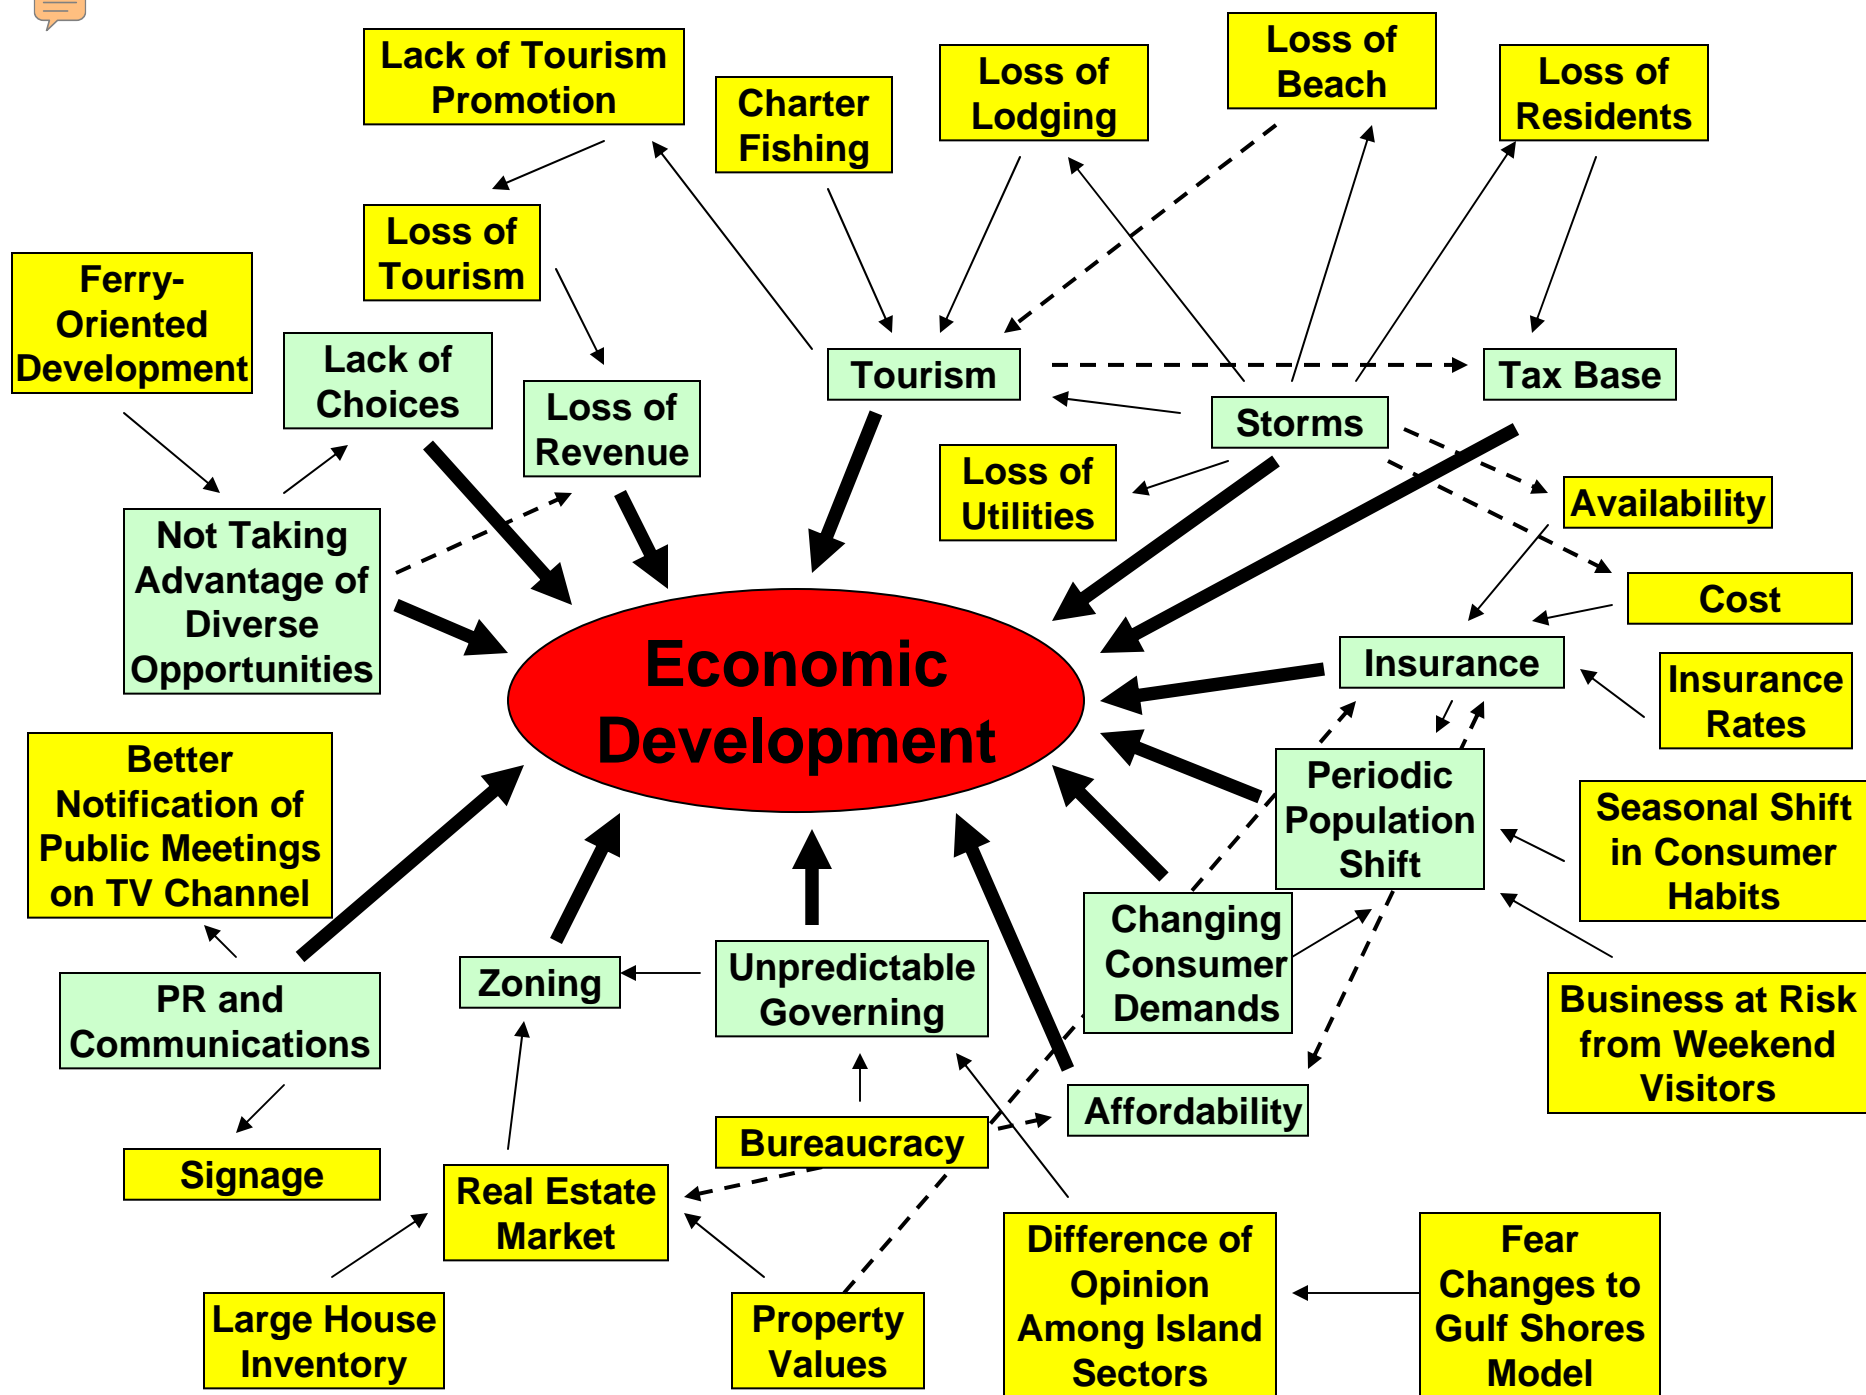 Lack of Tourism
Promotion
Charter
Fishing
Loss of
Lodging
Loss of
Beach
Loss of
Residents
Loss of
Tourism
Ferry-
Oriented
Development
Lack of
Choices
Loss of
Revenue
Tourism
Storms
Tax Base
Loss of
Utilities
Availability
Not Taking
Advantage of
Diverse
Opportunities
Cost
Economic
Development
Insurance
Insurance
Rates
Better
Notification of
Public Meetings
on TV Channel
Periodic
Population
Shift
Seasonal Shift
in Consumer
Habits
Changing
Consumer
Demands
PR and
Communications
Zoning
Unpredictable
Governing
Business at Risk
from Weekend
Visitors
Affordability
Bureaucracy
Signage
Real Estate
Market
Large House
Inventory
Property
Values
Difference of
Opinion
Among Island
Sectors
Fear
Changes to
Gulf Shores
Model